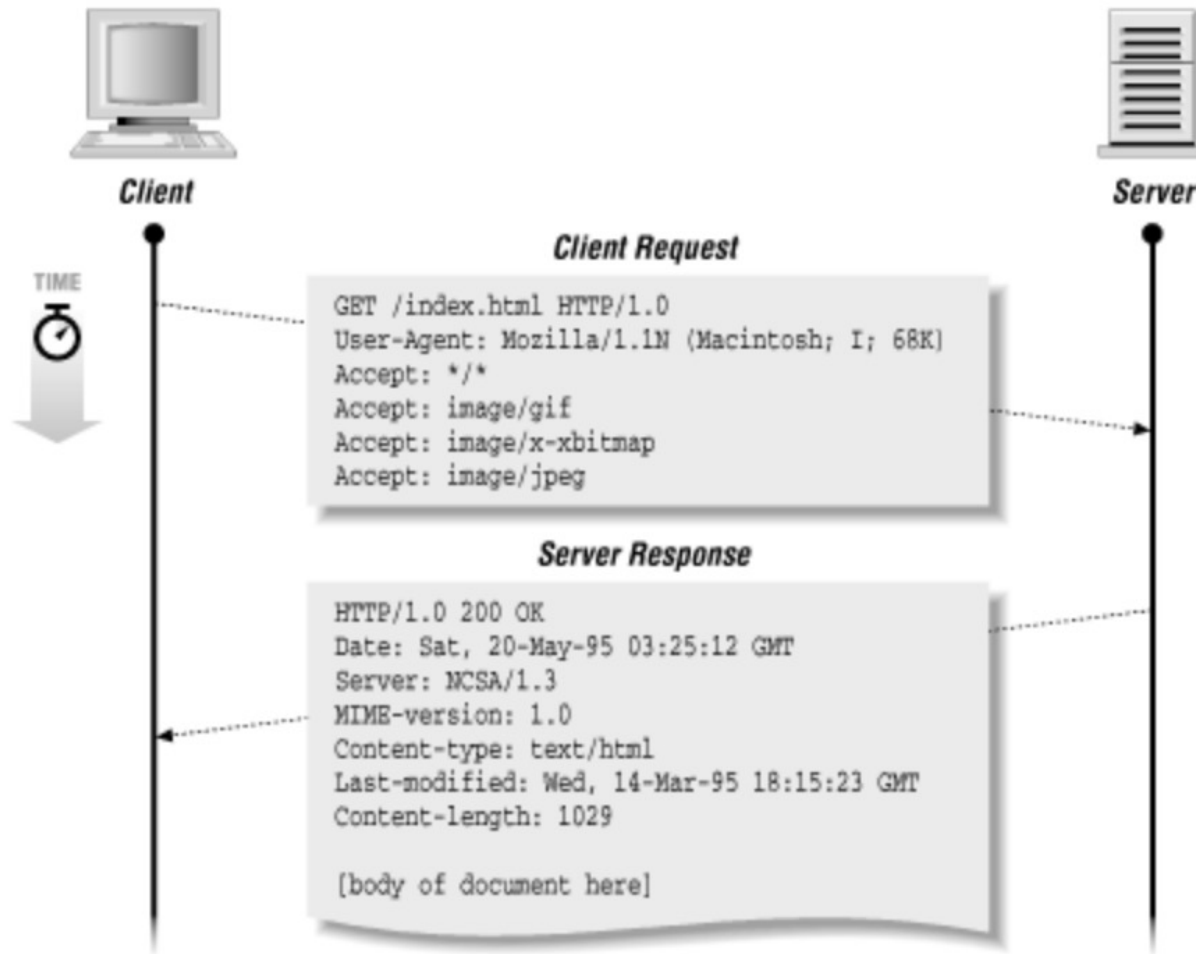 Client
Server
TIME
Client Request
GET /index.html HTTP/1.0
User-Agent: Mozilla/1.1N (Macintosh; I; 68K)
Accept: */*
Accept: image/gif
Accept: image/x-xbitmap
Accept: image/jpeg
Server Response
HTTP/1.0 200 OK
Date: Sat, 20-May-95 03:25:12 GMT
Server: NCSA/1.3
MIME-version: 1.0
Content-type: text/html
Last-modified: Wed, 14-Mar-95 18:15:23 GMT
Content-length: 1029
[body of document here]